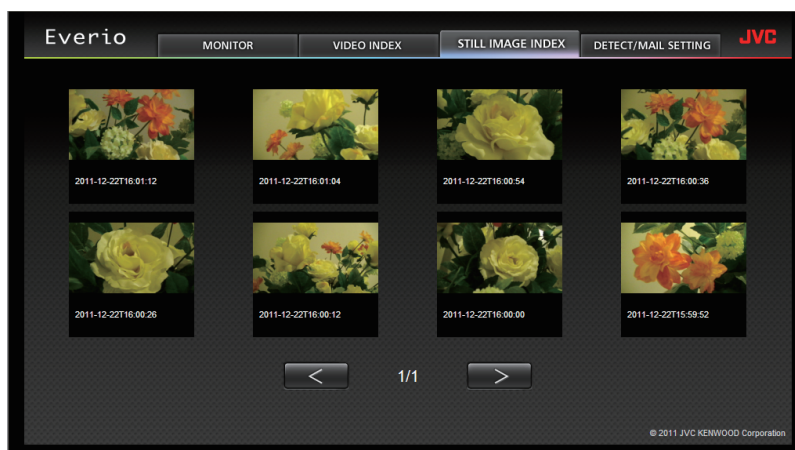 Everio
MONITOR
VIDEO INDEX
STILL IMAGE INDEX
DETECT/MAIL SETTING
JVC
2011-12-22T16:01:12
2011-12-22T16:01:04
2011-12-22T16:00:54
2011-12-22T16:00:36
2011-12-22T16:00:26
2011-12-22T16:00:12
2011-12-22T16:00:00
2011-12-22T15:59:52
<
1/1
>
© 2011 JVC KENWOOD Corporation